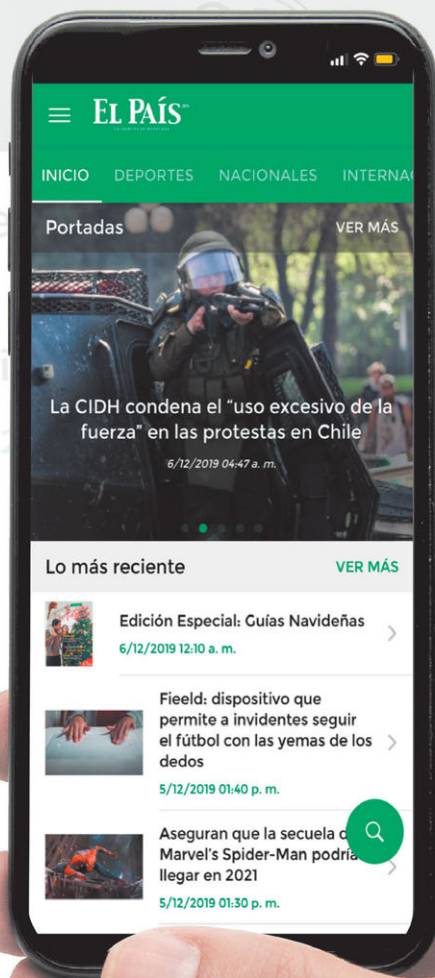 EL PAÍS
INICIO DEPORTES NACIONALES INTERNA
Portadas VER MÁS
La CIDH condena el “uso excesivo de la
fuerza” en las protestas en Chile
6/12/2019 04:47 a. m.
Lo más reciente VER MÁS
Edición Especial: Guías Navideñas
6/12/2019 12:10 a. m.
Fieeld: dispositivo que
permite a invidentes seguir
el fútbol con las yemas de los
dedos
5/12/2019 01:40 p. m.
Aseguran que la secuela d
Marvel's Spider-Man podría
llegar en 2021
5/12/2019 01:30 p. m.